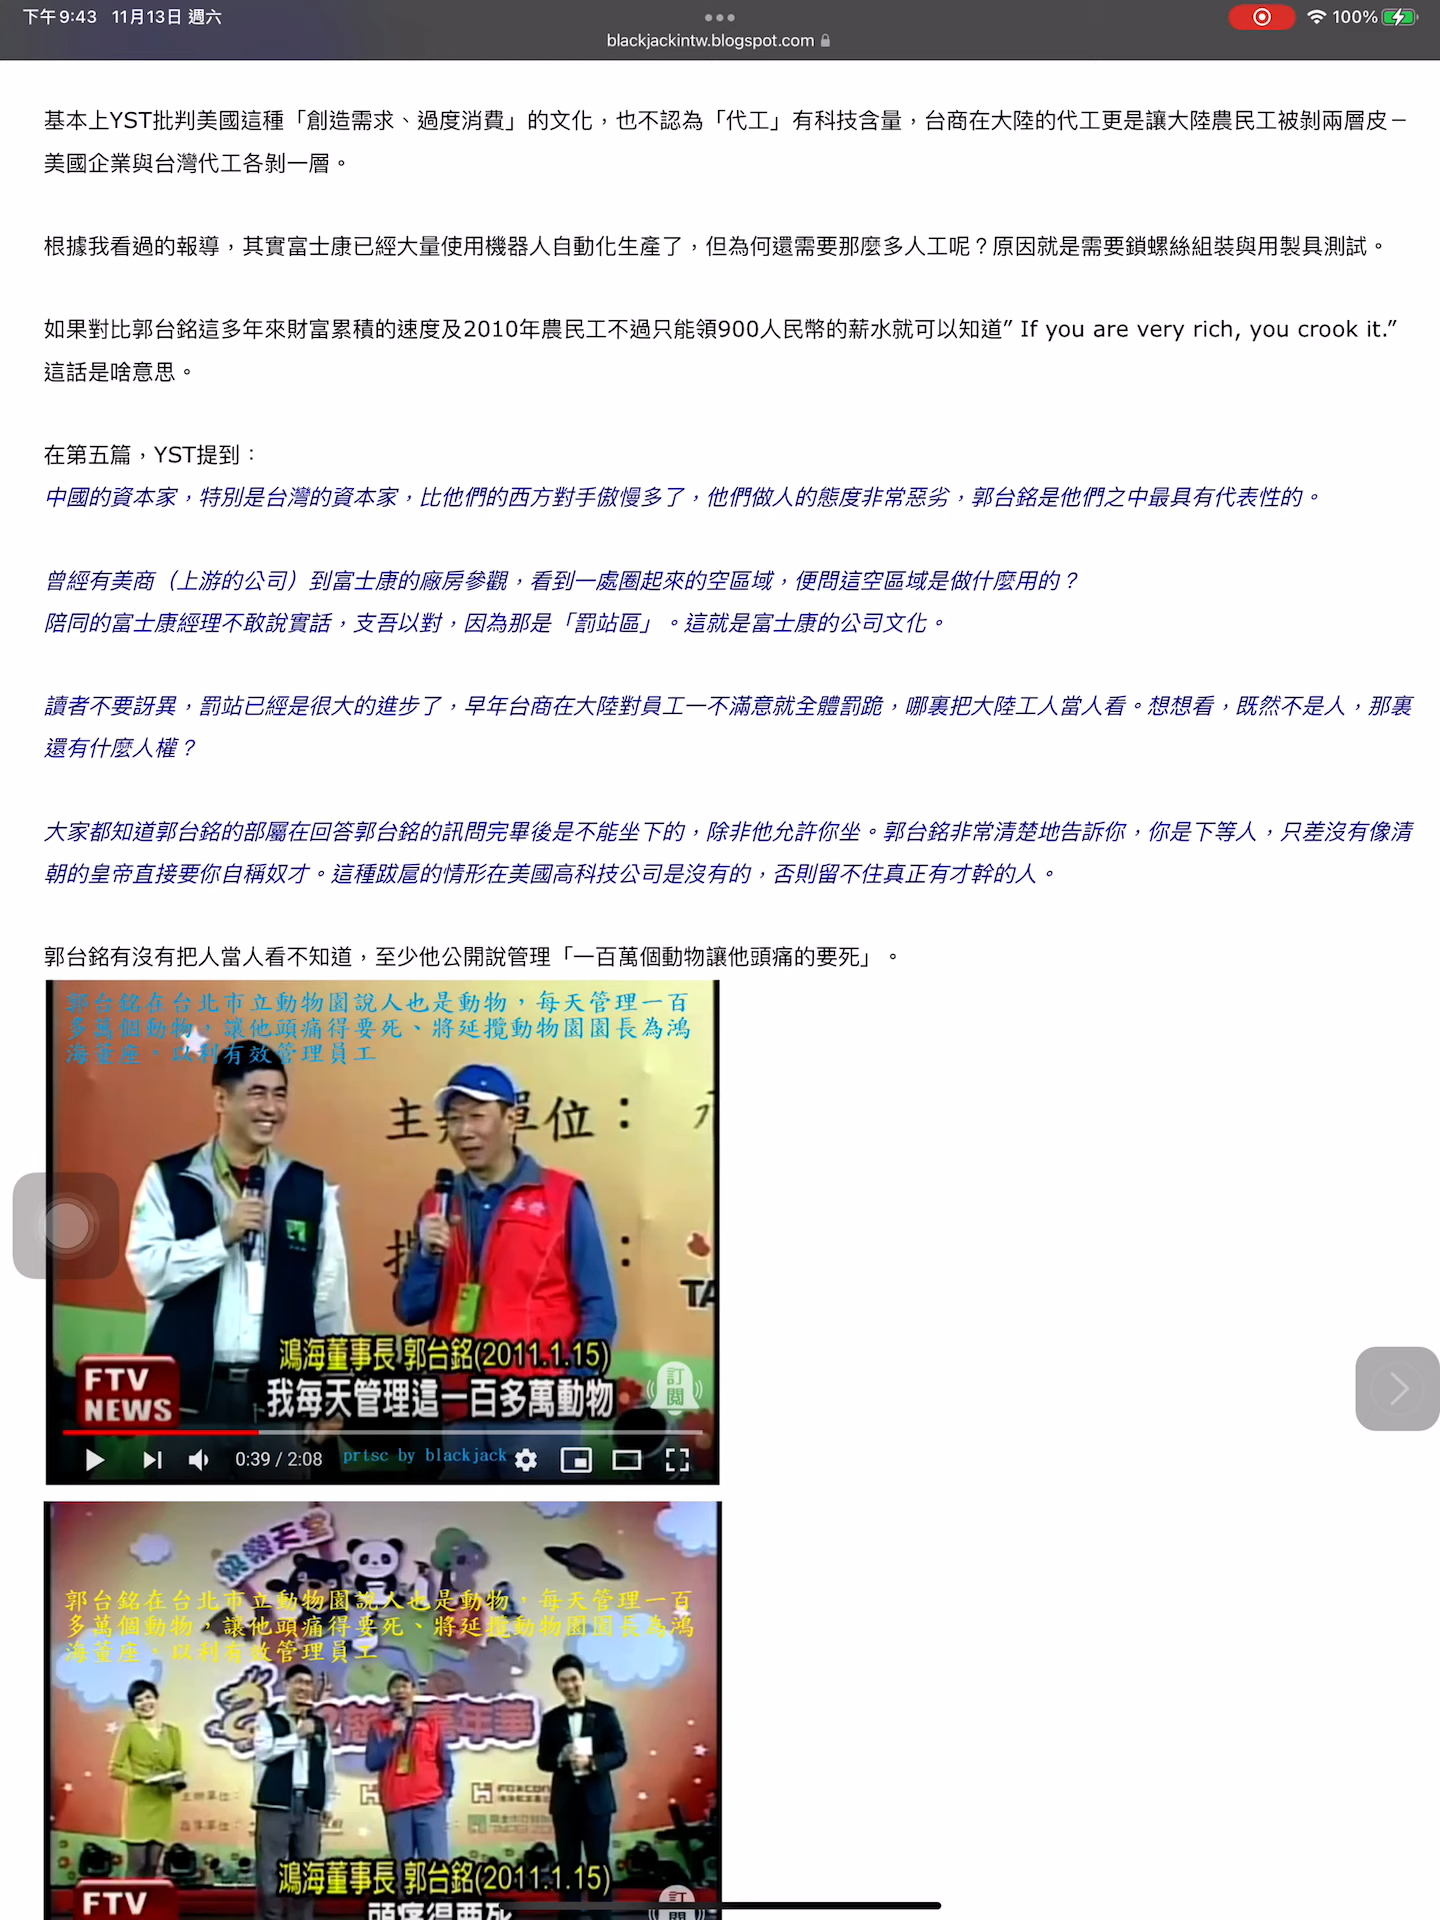 下午9:43 11月13日 週六
100%
blackjackintw.blogspot.com
基本上YST批判美國這種「創造需求、過度消費」的文化，也不認為「代工」有科技含量，台商在大陸的代工更是讓大陸農民工被剝兩層皮－
美國企業與台灣代工各剝一層。
根據我看過的報導，其實富士康已經大量使用機器人自動化生產了，但為何還需要那麼多人工呢？原因就是需要鎖螺絲組裝與用製具測試。
如果對比郭台銘這多年來財富累積的速度及2010年農民工不過只能領900人民幣的薪水就可以知道” If you are very rich, you crook it.”
這話是啥意思。
在第五篇，YST提到：
中國的資本家，特別是台灣的資本家，比他們的西方對手傲慢多了，他們做人的態度非常惡劣，郭台銘是他們之中最具有代表性的。
曾經有美商（上游的公司）到富士康的廠房參觀，看到一處圈起來的空區域，便問這空區域是做什麼用的？
陪同的富士康經理不敢說實話，支吾以對，因為那是「罰站區」。這就是富士康的公司文化。
讀者不要訝異，罰站已經是很大的進步了，早年台商在大陸對員工一不滿意就全體罰跪，哪裏把大陸工人當人看。想想看，既然不是人，那裏
還有什麼人權？
大家都知道郭台銘的部屬在回答郭台銘的訊問完畢後是不能坐下的，除非他允許你坐。郭台銘非常清楚地告訴你，你是下等人，只差沒有像清
朝的皇帝直接要你自稱奴才。這種跋扈的情形在美國高科技公司是沒有的，否則留不住真正有才幹的人。
郭台銘有沒有把人當人看不知道，至少他公開說管理「一百萬個動物讓他頭痛的要死」。
郭台銘在台北市立動物園說人也是動物，每天管理一百
多萬個動物，讓他頭痛得要死、將延攬動物園園長為鴻
海董座，以利有效管理員工
主辦單位：
TA
鴻海董事長 郭台銘(2011.1.15)
我每天管理這一百多萬動物
FTV
NEWS
訂閱
0:39 / 2:08
prtsc by blackjack
快樂天堂
郭台銘在台北市立動物園說人也是動物，每天管理一百
多萬個動物，讓他頭痛得要死、將延攬動物園園長為鴻
海董座，以利有效管理員工
年華
主辦單位：
FOXCONN
鴻海董事長 郭台銘(2011.1.15)
頭痛得要死
FTV
訂閱